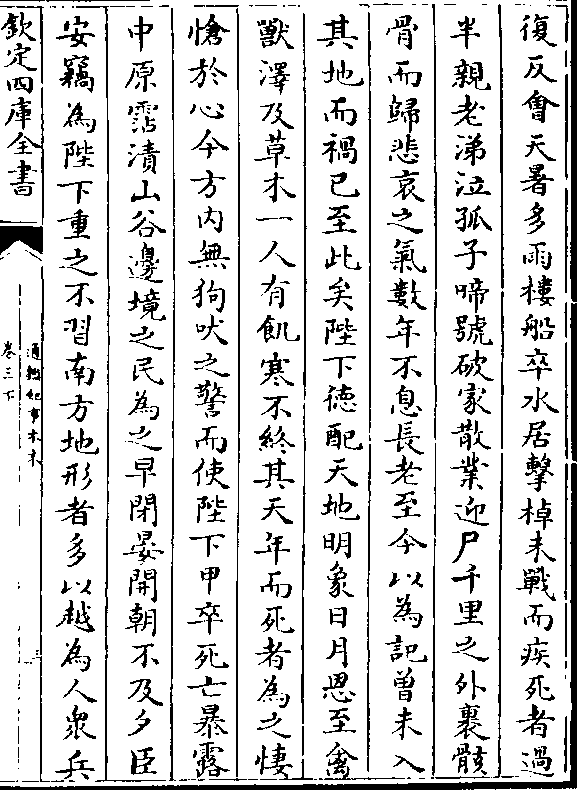 復反㑹天暑多雨樓船卒水居擊棹未戰而疾死者過
半親老涕泣孤子啼號破家散業迎尸千里之外裹骸
骨而歸悲哀之氣數年不息長老至今以為記曽未入
其地而禍已至此矣陛下徳配天地明象日月恩至禽
獸澤及草木一人有飢寒不終其天年而死者為之悽
愴於心今方内無狗吠之警而使陛下甲卒死亡暴露
中原霑漬山谷邊境之民為之早閉晏開朝不及夕臣
安竊為陛下重之不習南方地形者多以越為人衆兵
欽定四庫全書
通鑑紀事本末
卷三下